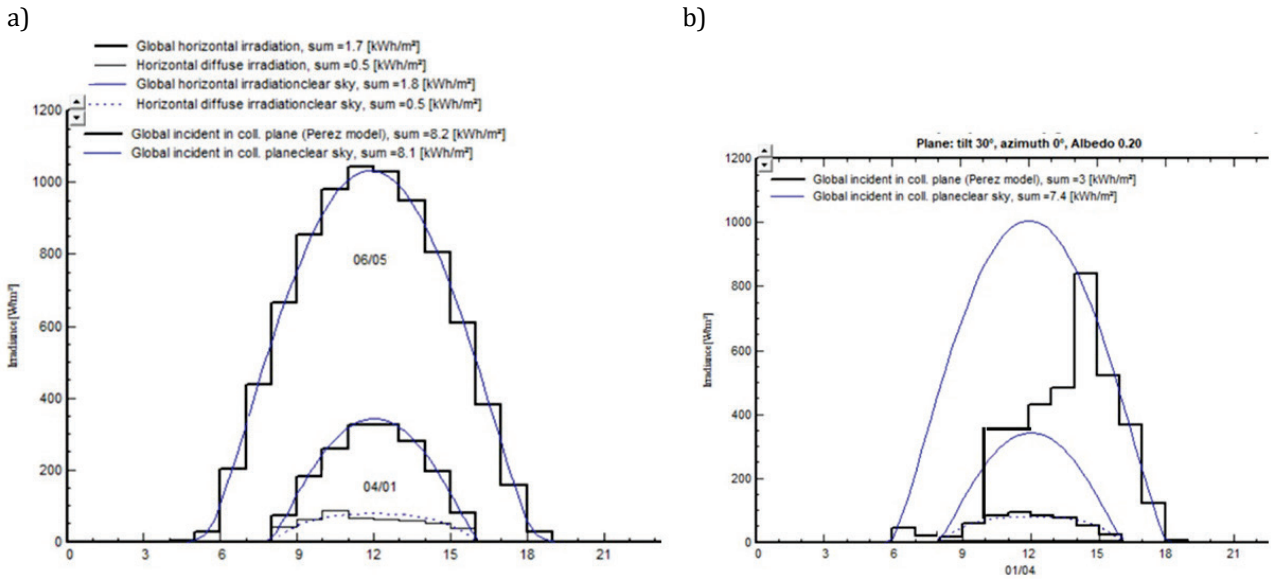 a)
Global horizontal irradiation, sum =1.7 [kWh/m²]
Horizontal diffuse irradiation, sum =0.5 [kWh/m²]
Global horizontal irradiationclear sky, sum =1.8 [kWh/m²]
Horizontal diffuse irradiationclear sky, sum =0.5 [kWh/m²]
Global incident in coll. plane (Perez model), sum =8.2 [kWh/m²]
Global incident in coll. planeclear sky, sum =8.1 [kWh/m²]
1200
1000
800
600
400
200
0
Irradiance[W/m²]
06/05
04/01
0 3 6 9 12 15 18 21
b)
Plane: tilt 30°, azimuth 0°, Albedo 0.20
Global incident in coll. plane (Perez model), sum =3 [kWh/m²]
Global incident in coll. planeclear sky, sum =7.4 [kWh/m²]
1200
1000
800
600
400
200
0
Irradiance[W/m²]
0 3 6 9 12 15 18 21
01/04